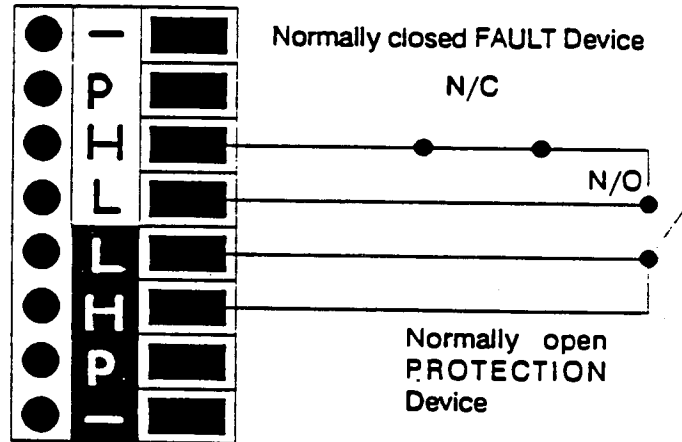 —
P
H
L
L
H
P
—
Normally closed FAULT Device
N/C
N/O
Normally open
PROTECTION
Device